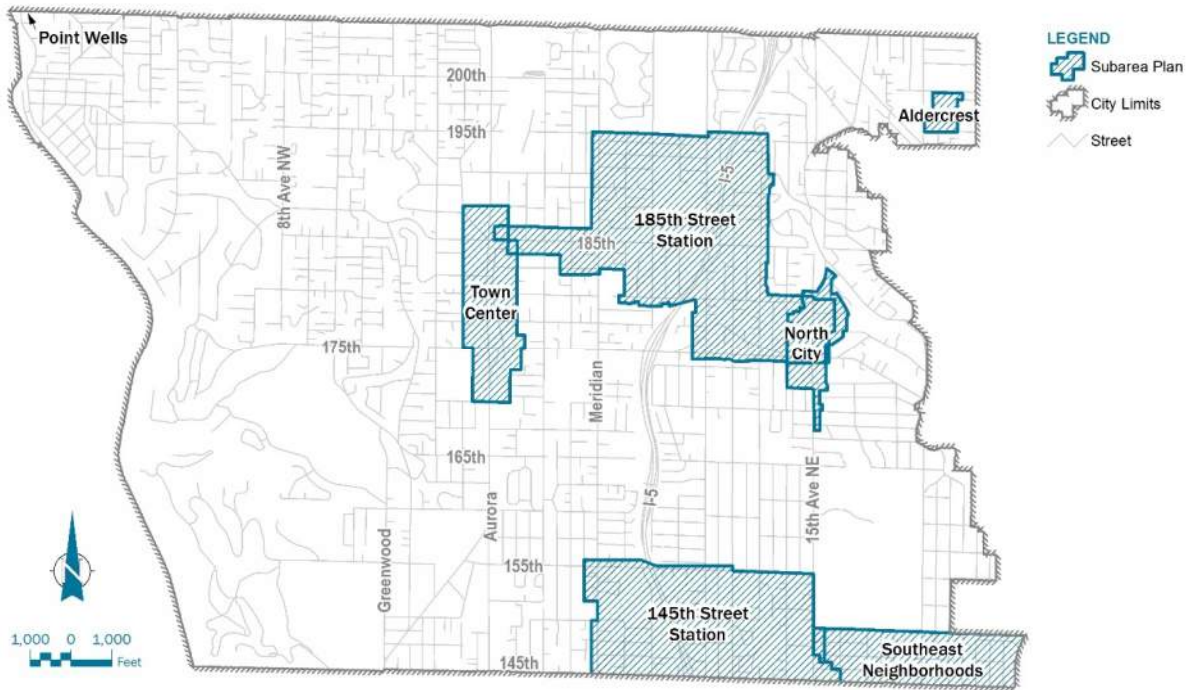 Point Wells
200th
195th
8th Ave NW
I-5
185th Street
Station
185th
Aldercrest
Town
Center
175th
North
City
Meridian
165th
Aurora
I-5
15th Ave NE
Greenwood
155th
145th Street
Station
145th
Southeast
Neighborhoods
LEGEND
Subarea Plan
City Limits
Street
N
1,000 0 1,000
Feet